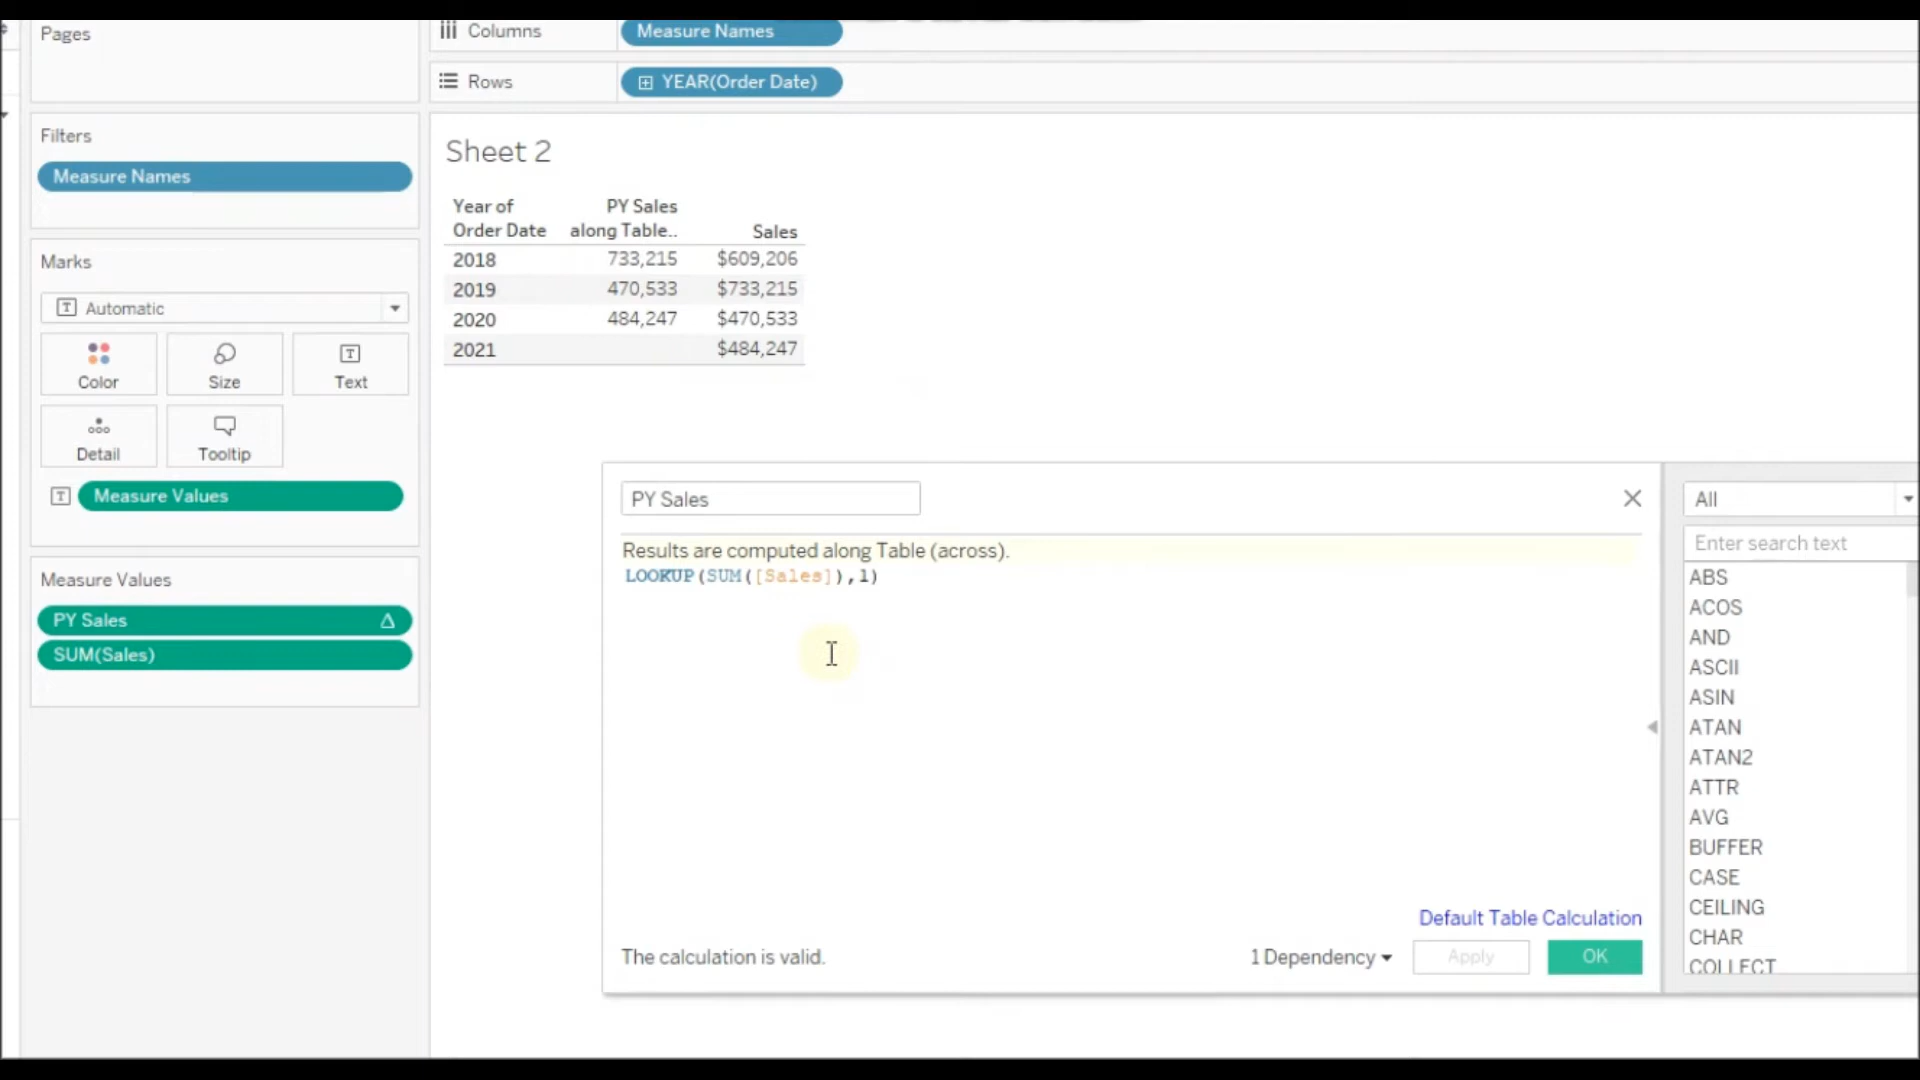 Pages
Columns
Measure Names
Rows
YEAR(Order Date)
Filters
Measure Names
Marks
Automatic
Color
Size
Text
Detail
Tooltip
Measure Values
Measure Values
PY Sales
SUM(Sales)
Sheet 2
Year of Order Date PY Sales along Table.. Sales
2018 733,215 $609,206
2019 470,533 $733,215
2020 484,247 $470,533
2021 $484,247
PY Sales
Results are computed along Table (across).
LOOKUP(SUM([Sales]),1)
The calculation is valid.
Default Table Calculation
1 Dependency
Apply
OK
All
Enter search text
ABS
ACOS
AND
ASCII
ASIN
ATAN
ATAN2
ATTR
AVG
BUFFER
CASE
CEILING
CHAR
COLLECT